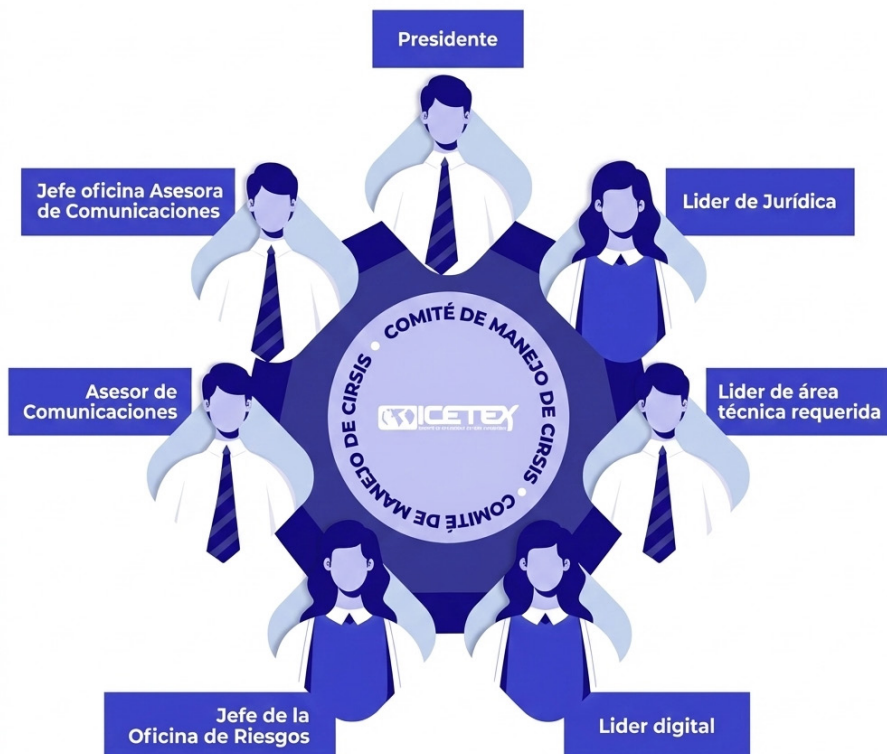 Presidente
Jefe oficina Asesora
de Comunicaciones
Lider de Jurídica
COMITÉ DE MANEJO DE CIRSIS • COMITÉ DE MANEJO DE CIRSIS •
ICETEX
Asesor de
Comunicaciones
Lider de área
técnica requerida
Jefe de la
Oficina de Riesgos
Lider digital